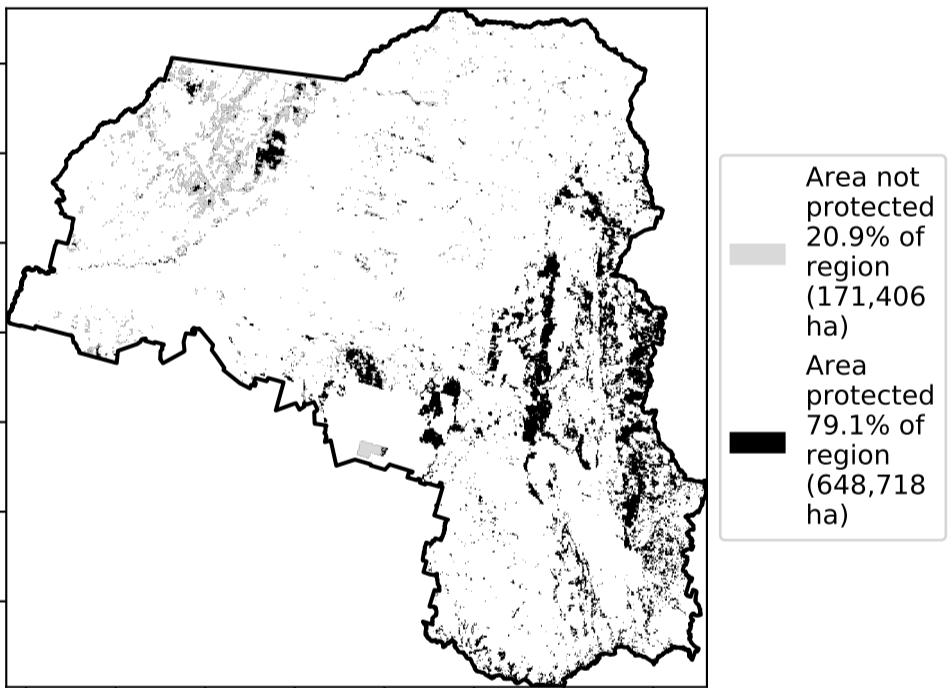 Area not
protected
20.9% of
region
(171,406
ha)
Area
protected
79.1% of
region
(648,718
ha)